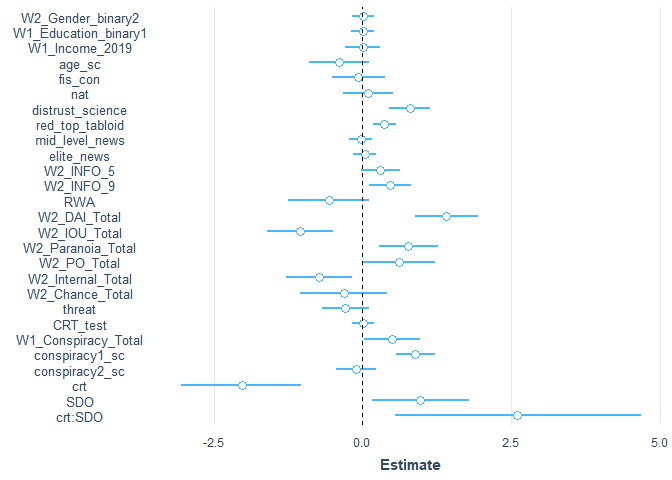 W2_Gender_binary2
W1_Education_binary1
W1_Income_2019
age_sc
fis_con
nat
distrust_science
red_top_tabloid
mid_level_news
elite_news
W2_INFO_5
W2_INFO_9
RWA
W2_DAI_Total
W2_IOU_Total
W2_Paranoia_Total
W2_PO_Total
W2_Internal_Total
W2_Chance_Total
threat
CRT_test
W1_Conspiracy_Total
conspiracy1_sc
conspiracy2_sc
crt
SDO
crt:SDO
-2.5 0.0 2.5 5.0
Estimate